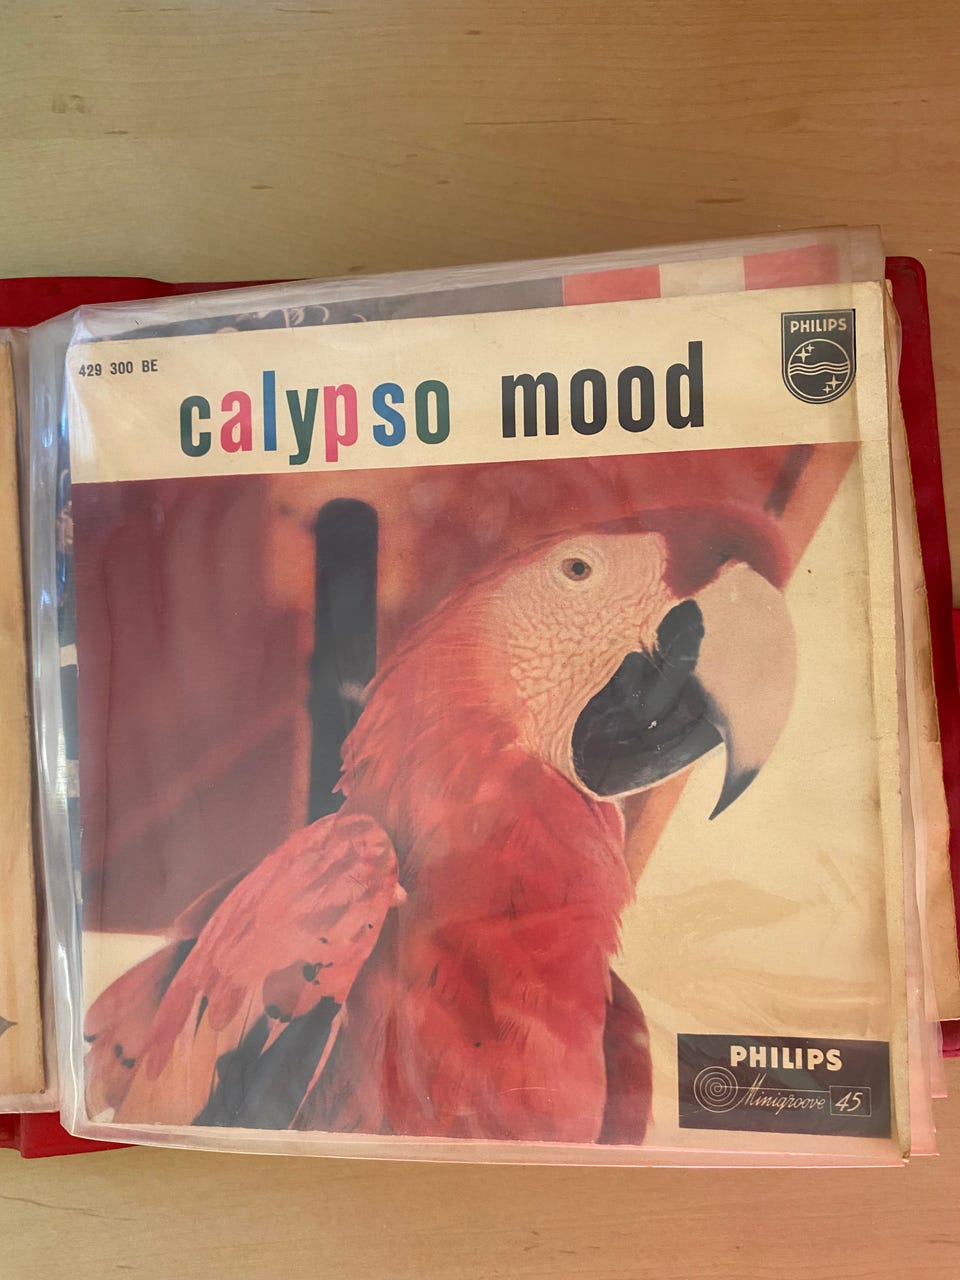 429 300 BE
calypso mood
PHILIPS
PHILIPS
Minigroove 45